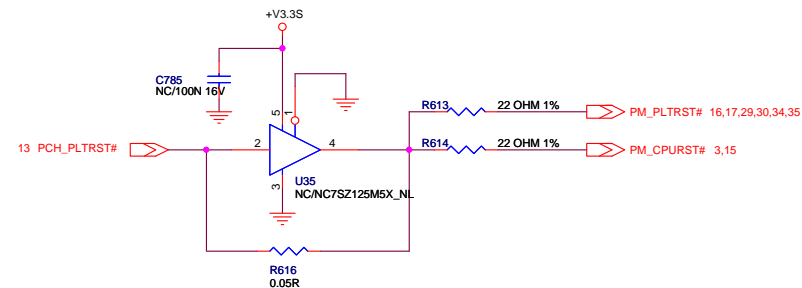 +V3.3S
C785
NC/100N 16V
5
1
R613
22 OHM 1%
PM_PLTRST# 16,17,29,30,34,35
13 PCH_PLTRST#
2
4
R614
22 OHM 1%
PM_CPURST# 3,15
3
U35
NC/NC7SZ125M5X_NL
R616
0.05R